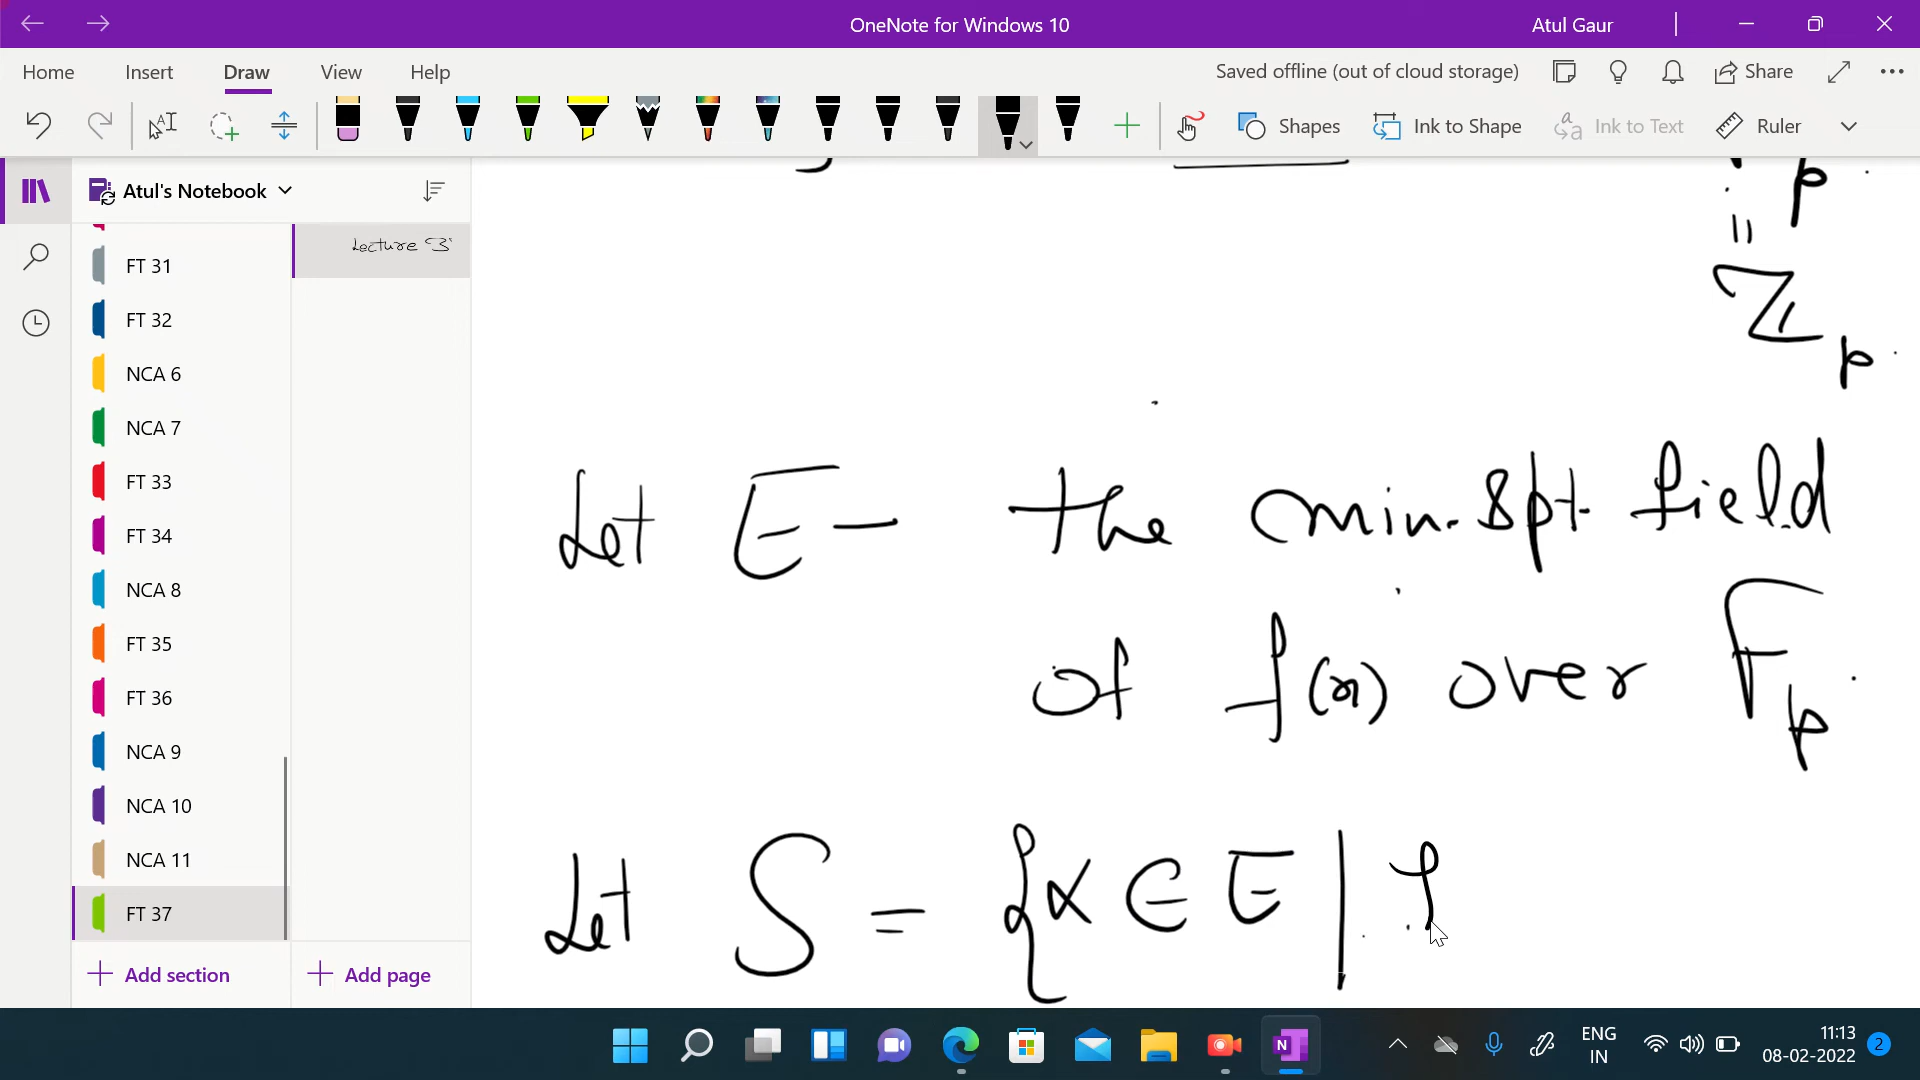 OneNote for Windows 10
Atul Gaur
Home Insert Draw View Help
Saved offline (out of cloud storage)
Share
Shapes
Ink to Shape
Ink to Text
Ruler
Atul's Notebook
Lecture 3
FT 31
FT 32
NCA 6
NCA 7
FT 33
FT 34
NCA 8
FT 35
FT 36
NCA 9
NCA 10
NCA 11
FT 37
Add section
Add page
p
=
ℤp
Let E – the min. spt. field
of f(x) over Fp.
Let S = {α ∈ E | f
ENG
IN
11:13
08-02-2022
2